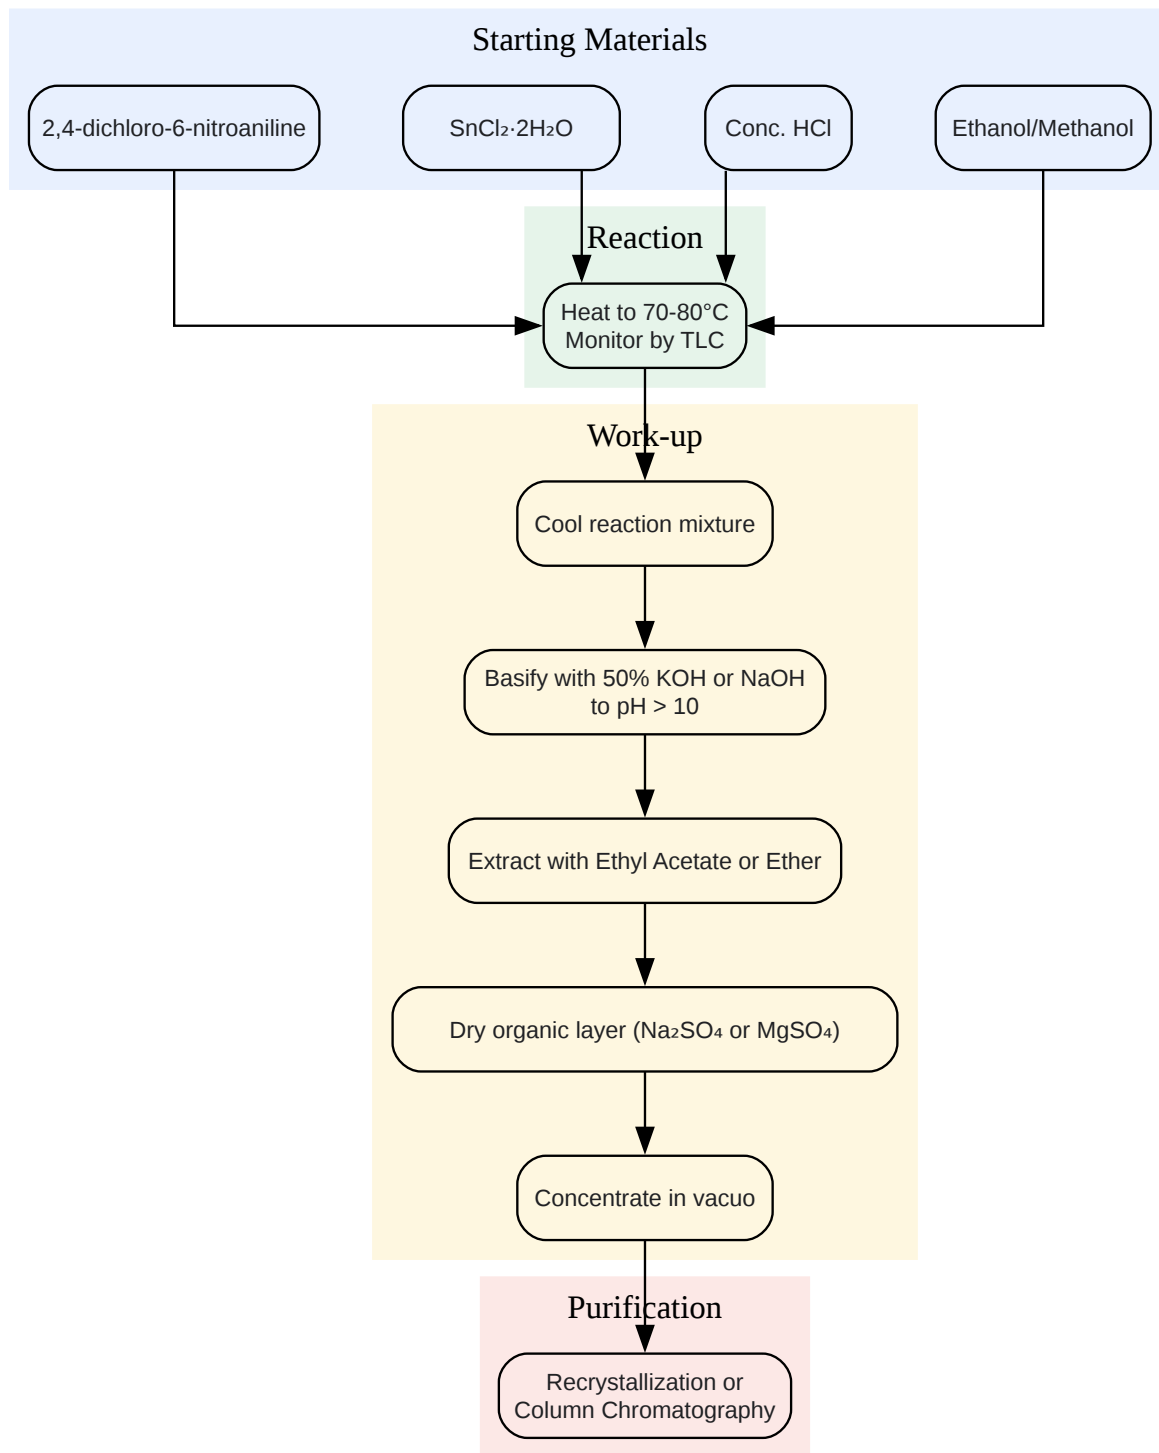 Starting Materials
2,4-dichloro-6-nitroaniline
SnCl₂·2H₂O
Conc. HCl
Ethanol/Methanol
Reaction
Heat to 70-80°C
Monitor by TLC
Work-up
Cool reaction mixture
Basify with 50% KOH or NaOH
to pH > 10
Extract with Ethyl Acetate or Ether
Dry organic layer (Na₂SO₄ or MgSO₄)
Concentrate in vacuo
Purification
Recrystallization or
Column Chromatography